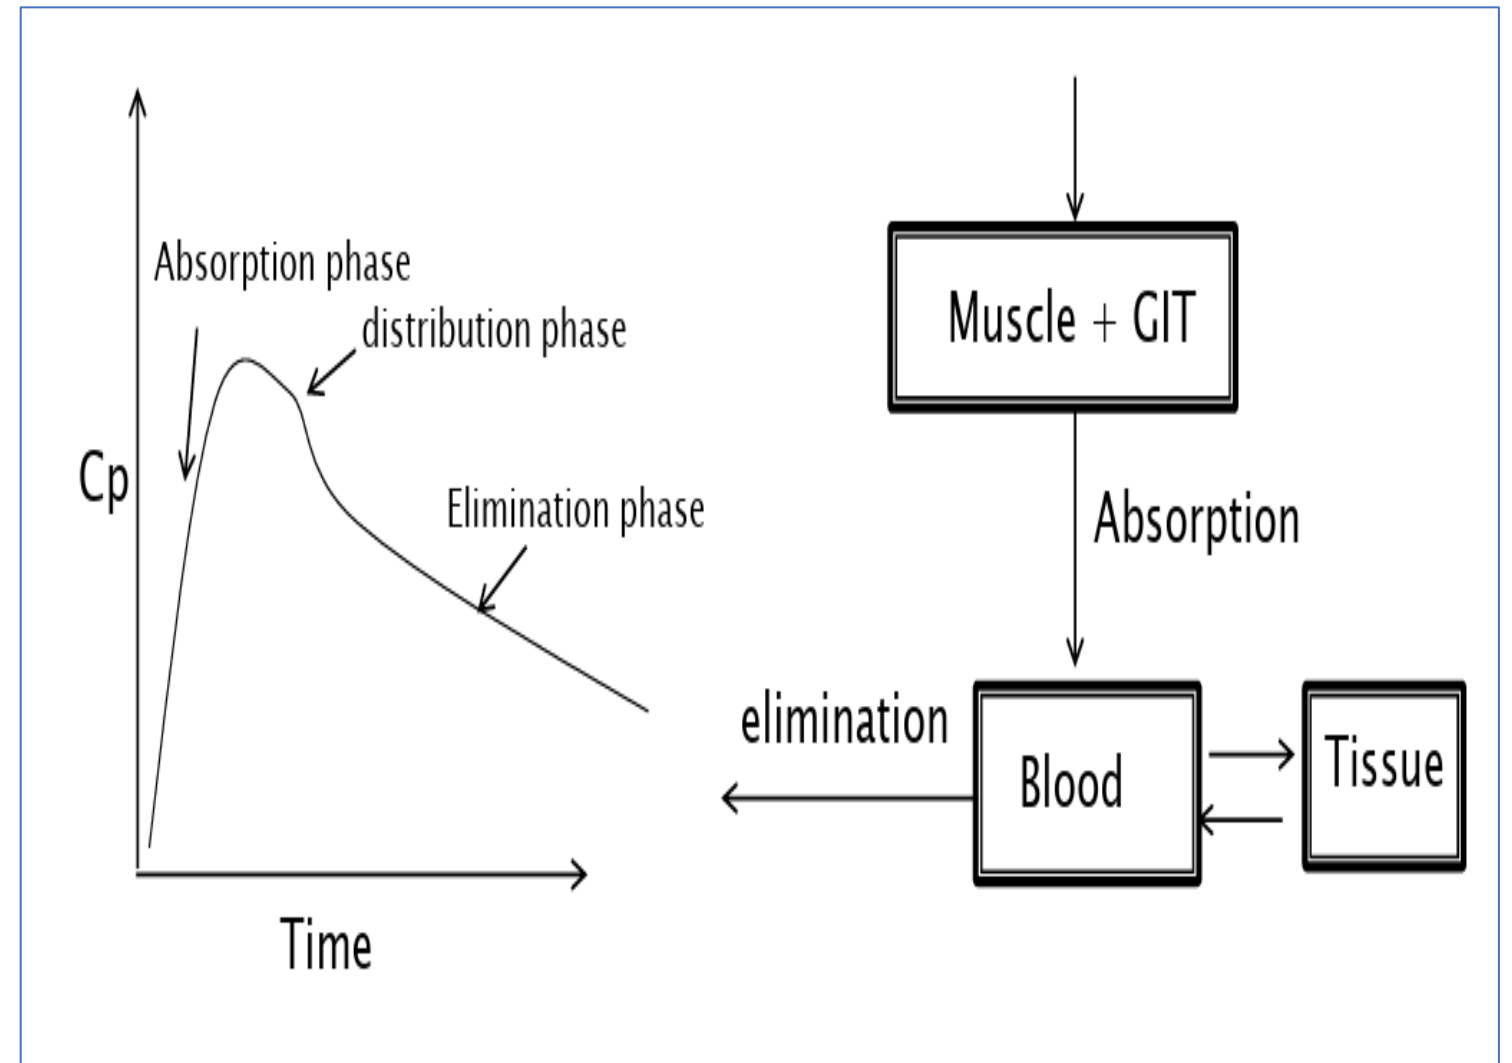 Absorption phase
distribution phase
Cp
Elimination phase
Time
Muscle + GIT
Absorption
elimination
Blood
Tissue